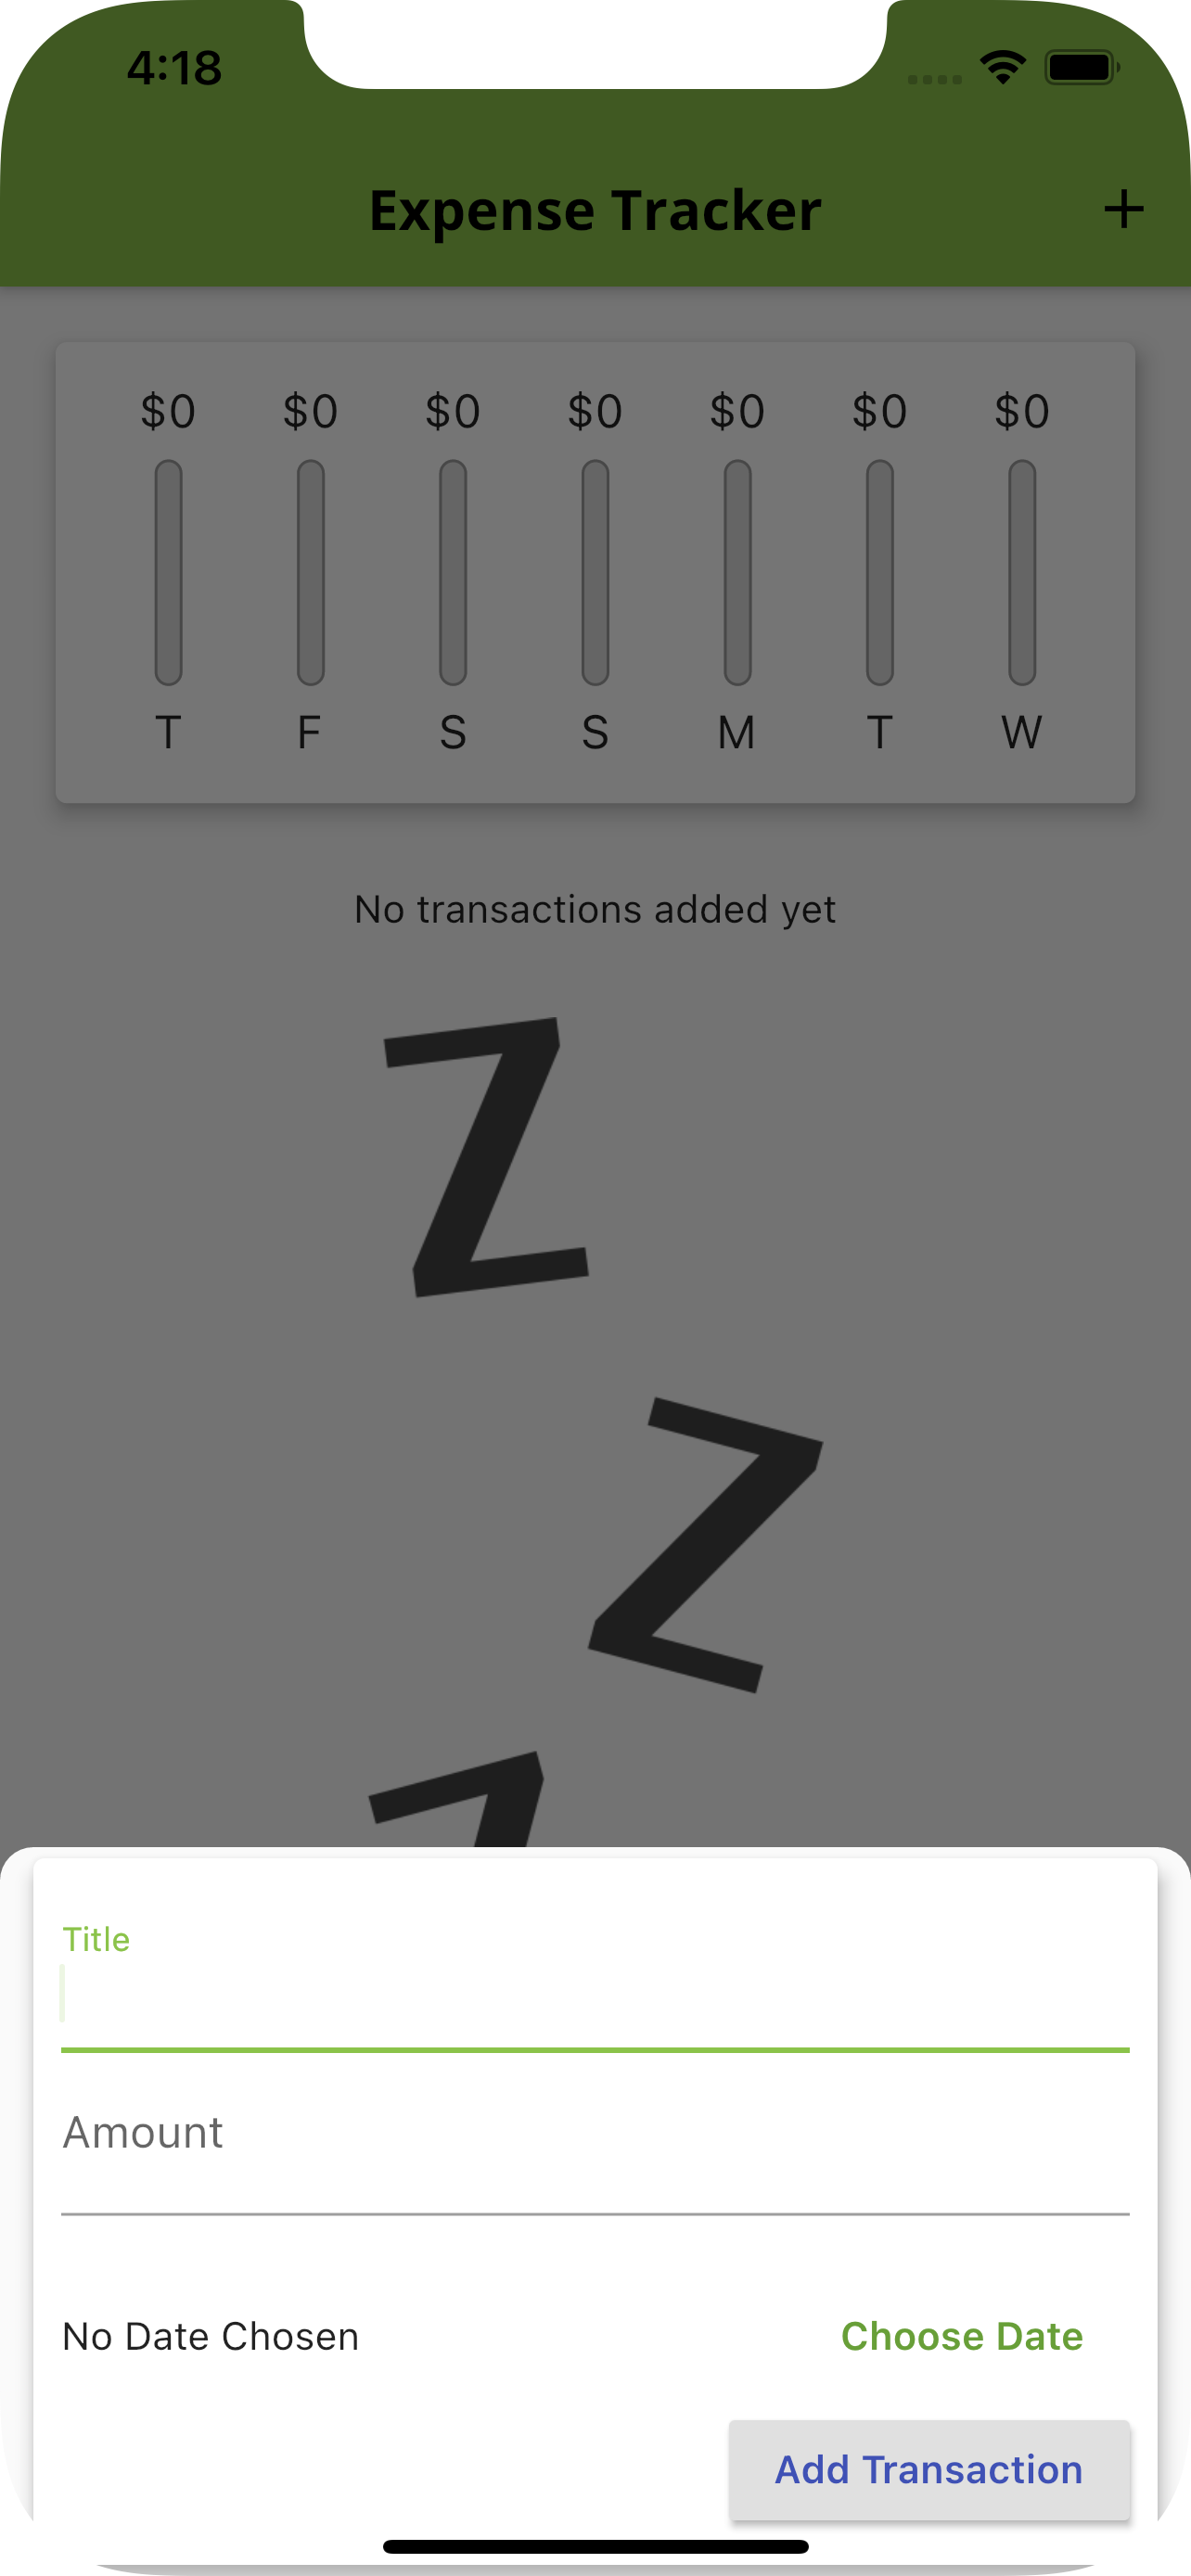 4:18
Expense Tracker +
$0 $0 $0 $0 $0 $0 $0
T F S S M T W
No transactions added yet
Z
Z
Z
Title
Amount
No Date Chosen Choose Date
Add Transaction